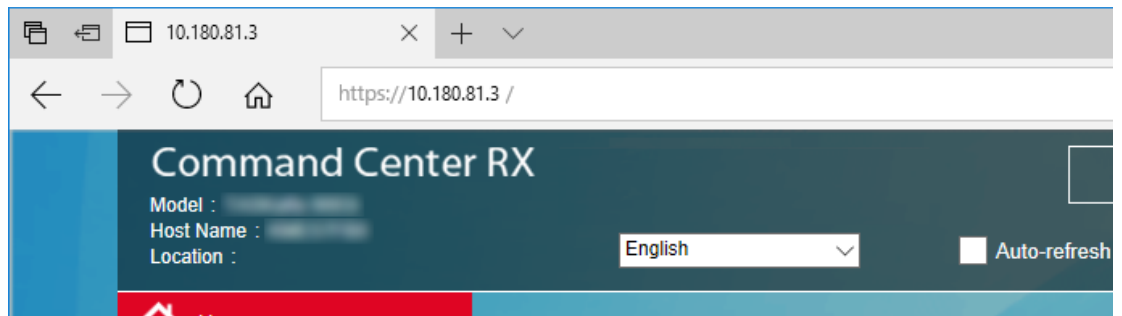 10.180.81.3
https://10.180.81.3 /
Command Center RX
Model :
Host Name :
Location :
English
Auto-refresh